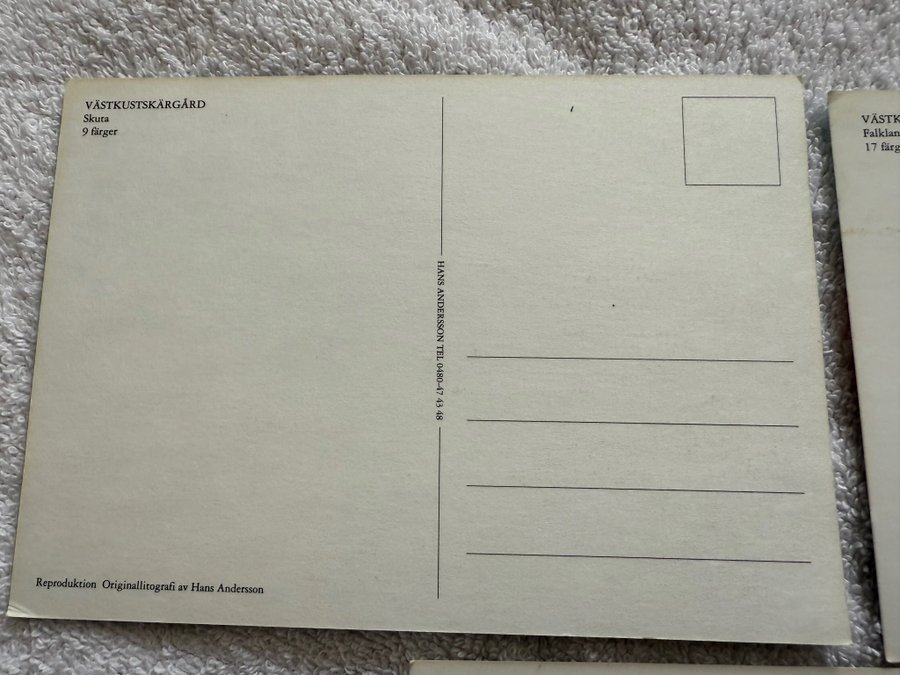 VÄSTKUSTSKÄRGÅRD
Skuta
9 färger
HANS ANDERSSON TEL 0480-47 43 48
Reproduktion Originallitografi av Hans Andersson
VÄSTK
Falklan
17 färg